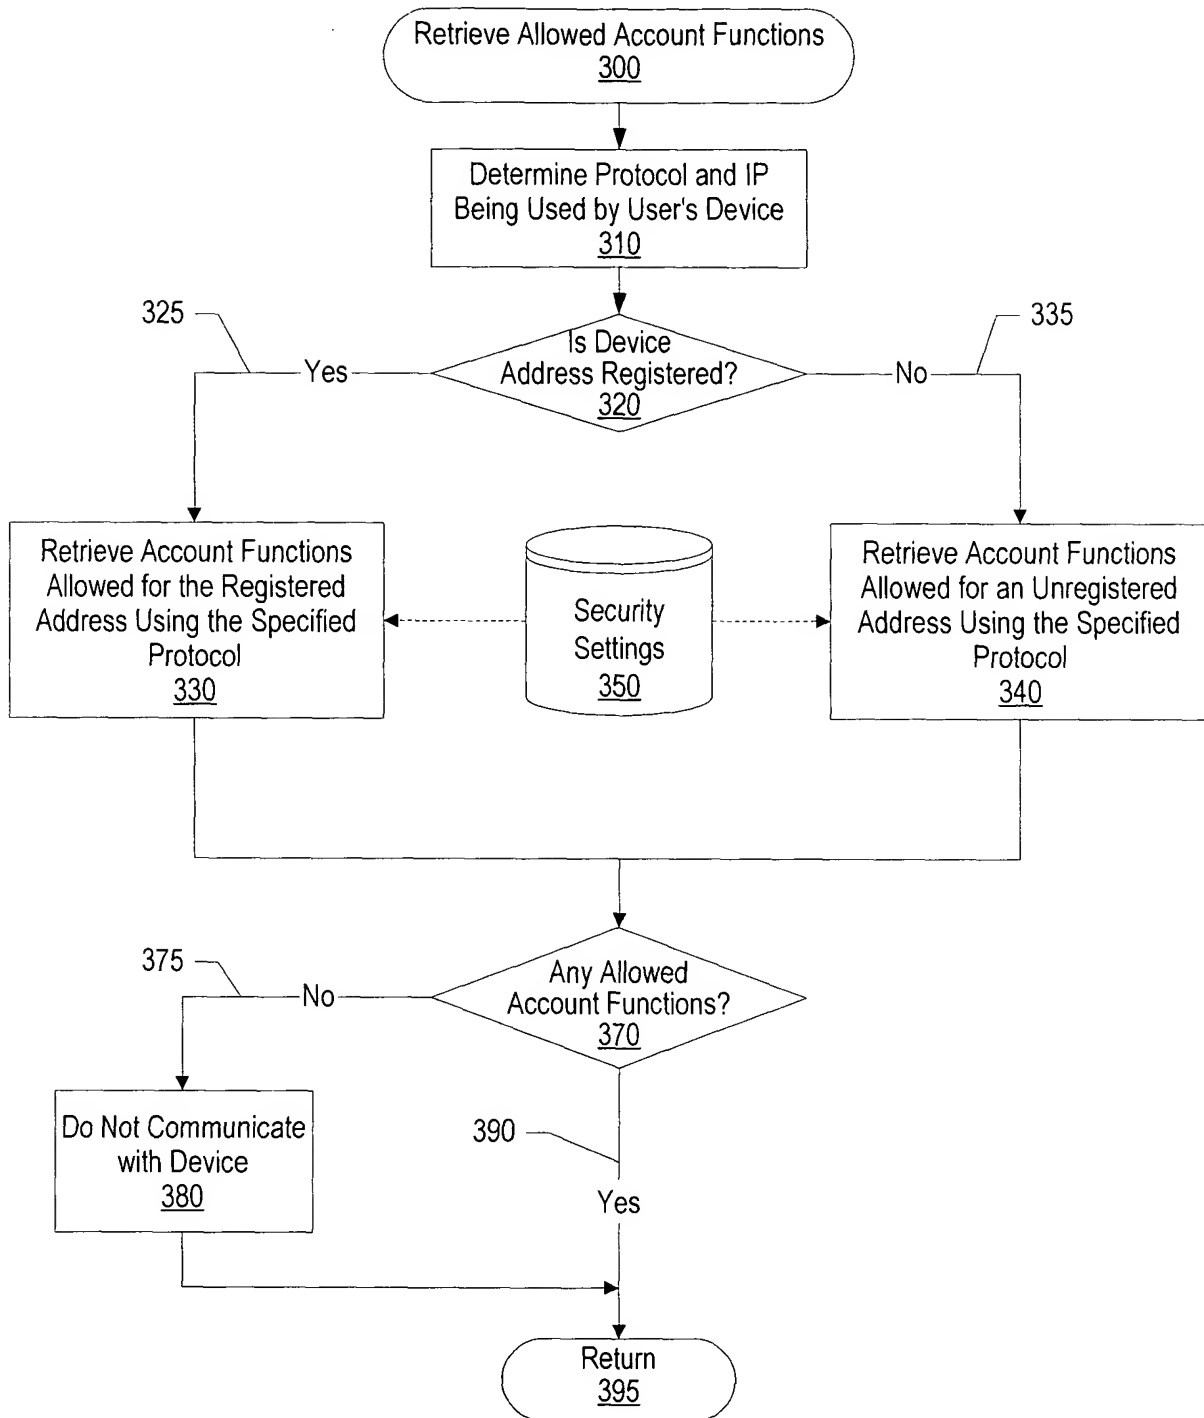 Retrieve Allowed Account Functions
300
Determine Protocol and IP
Being Used by User's Device
310
325
335
Is Device
Address Registered?
320
Yes
No
Retrieve Account Functions
Allowed for the Registered
Address Using the Specified
Protocol
330
Security
Settings
350
Retrieve Account Functions
Allowed for an Unregistered
Address Using the Specified
Protocol
340
375
No
Any Allowed
Account Functions?
370
Do Not Communicate
with Device
380
390
Yes
Return
395